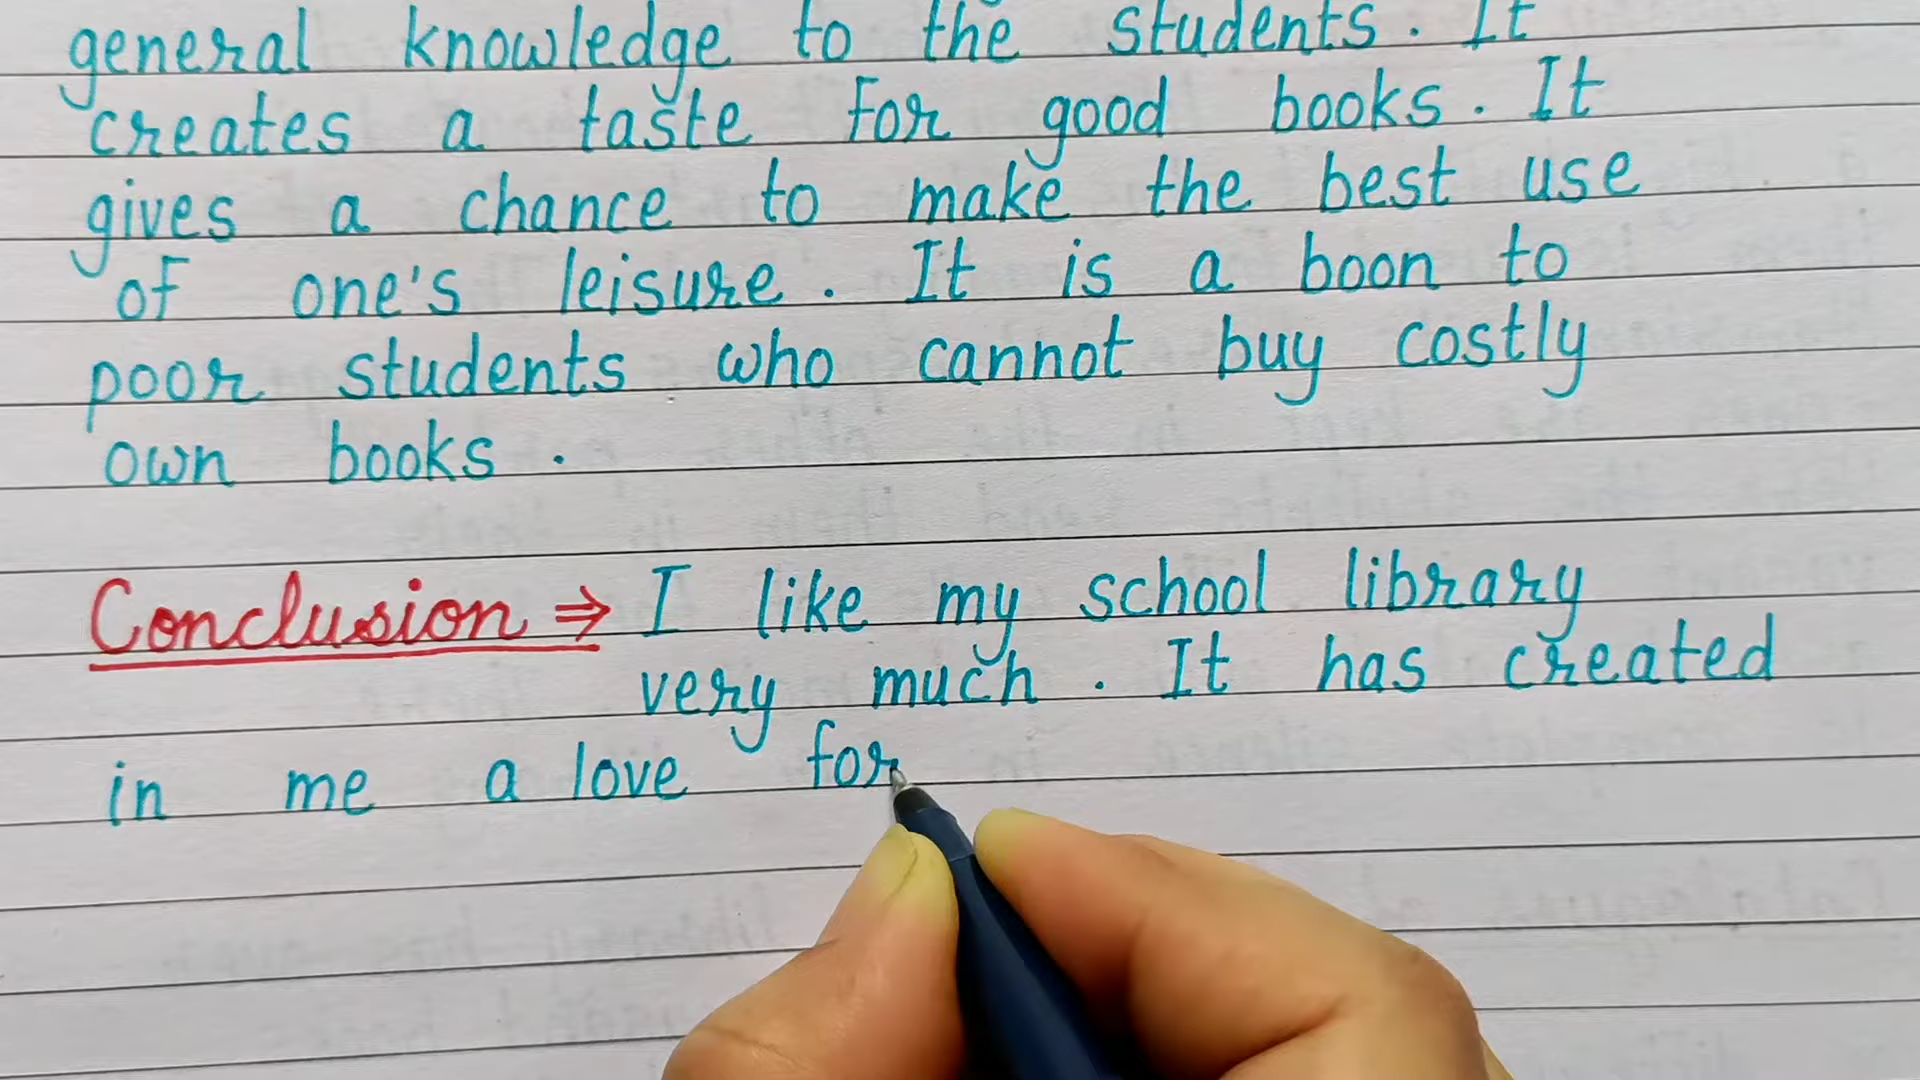 general knowledge to the students. It
creates a taste for good books. It
gives a chance to make the best use
of one's leisure. It is a boon to
poor students who cannot buy costly
own books.
Conclusion ⇒ I like my school library
very much. It has created
in me a love for